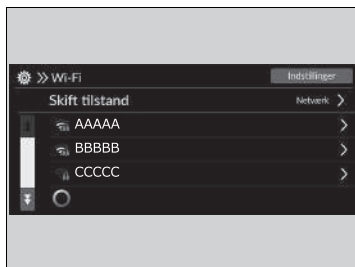 Wi-Fi
Indstillinger
Skift tilstand
Netværk
AAAAA
BBBBB
CCCCC